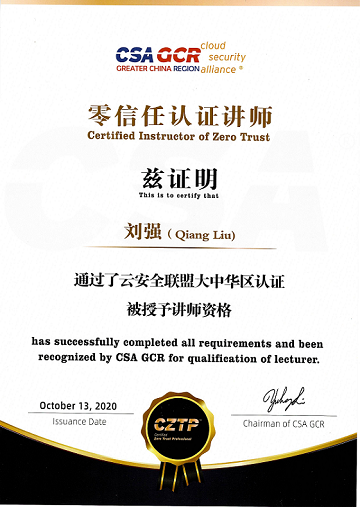 CSA GCR cloud security alliance ®
GREATER CHINA REGION
零信任认证讲师
Certified Instructor of Zero Trust
兹证明
This is to certify that
刘强 ( Qiang Liu)
通过了云安全联盟大中华区认证
被授予讲师资格
has successfully completed all requirements and been
recognized by CSA GCR for qualification of lecturer.
October 13, 2020
Issuance Date
Chairman of CSA GCR
CZTP
Certified
Zero Trust Professional
CSA